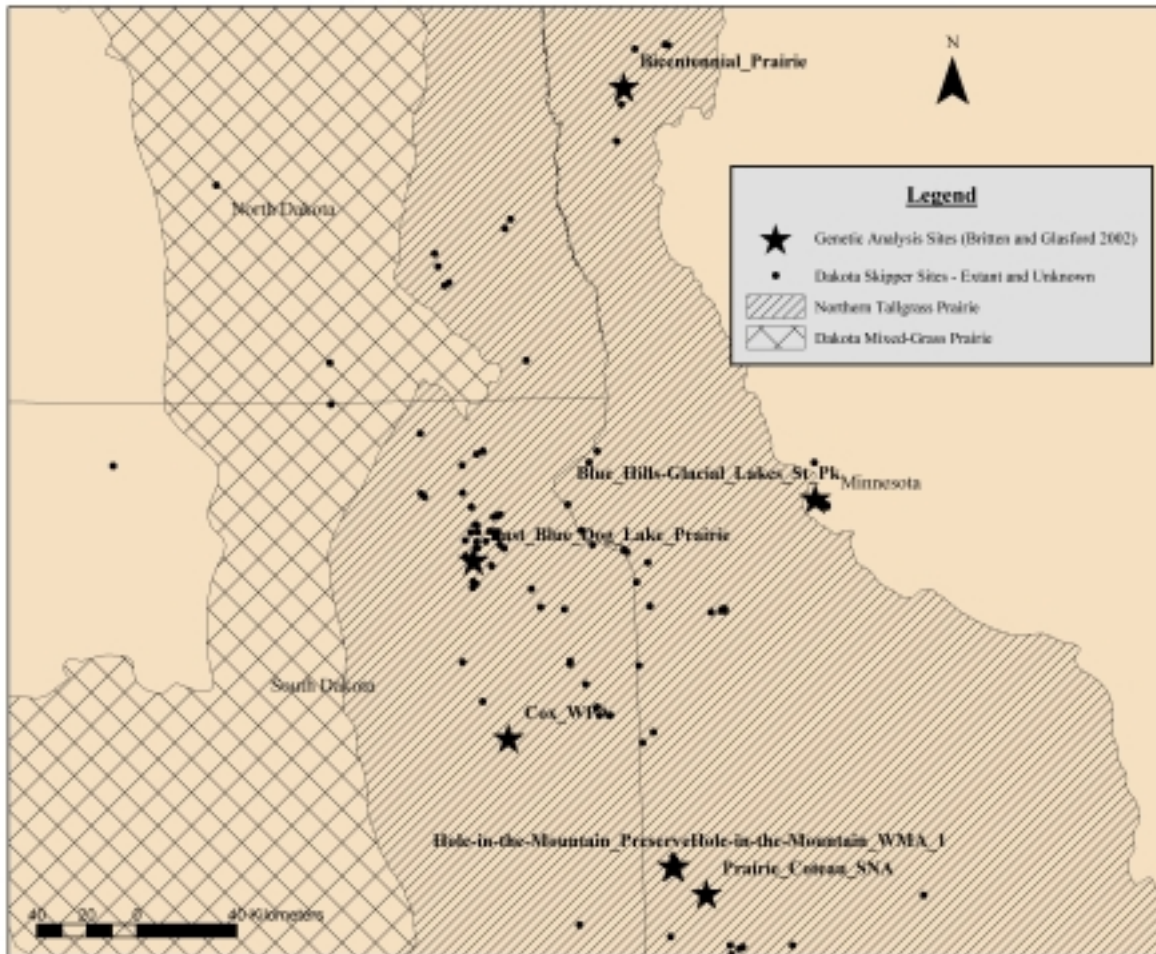 Bicentennial_Prairie
N
Legend
Genetic Analysis Sites (Britten and Glasford 2002)
Dakota Skipper Sites - Extant and Unknown
Northern Tallgrass Prairie
Dakota Mixed-Grass Prairie
North Dakota
Blue_Hills-Glacial_Lakes_St_Pk
Minnesota
East_Blue_Dog_Lake_Prairie
South Dakota
Cox_WPA
Hole-in-the-Mountain_PreserveHole-in-the-Mountain_WMA_1
Prairie_Coteau_SNA
40 20 0 40 Kilometers